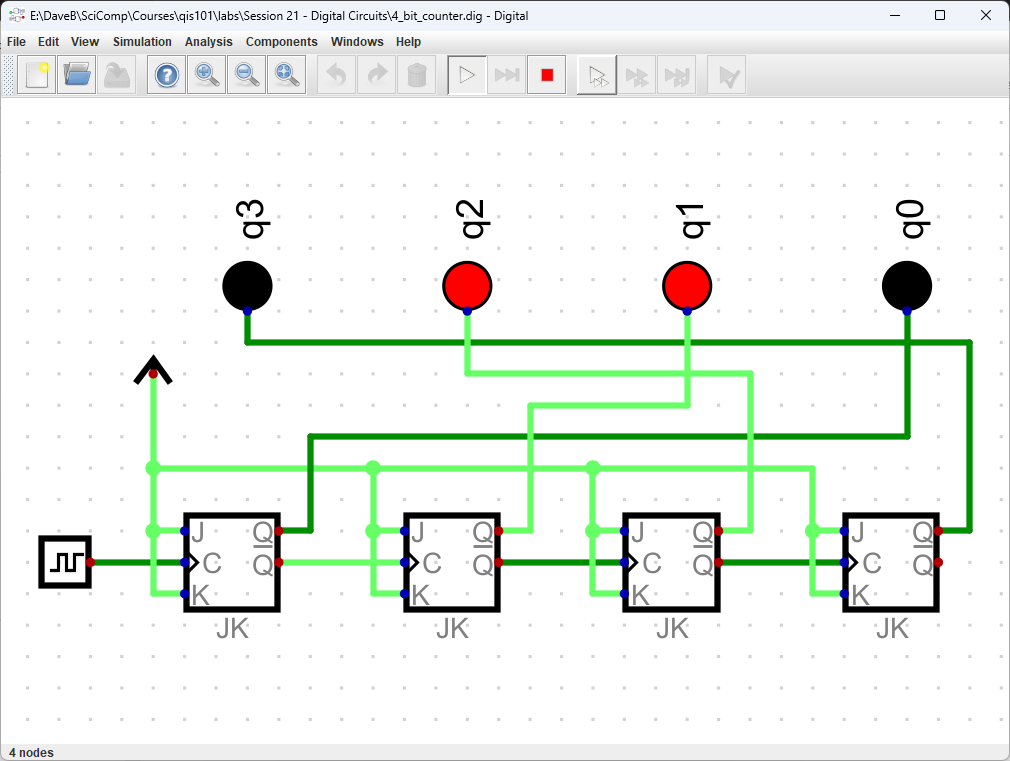 E:\DaveB\SciComp\Courses\qis101\labs\Session 21 - Digital Circuits\4_bit_counter.dig - Digital
File Edit View Simulation Analysis Components Windows Help
q3 q2 q1 q0
J Q J Q J Q J Q
C Q C Q C Q C Q
K K K K
JK JK JK JK
4 nodes